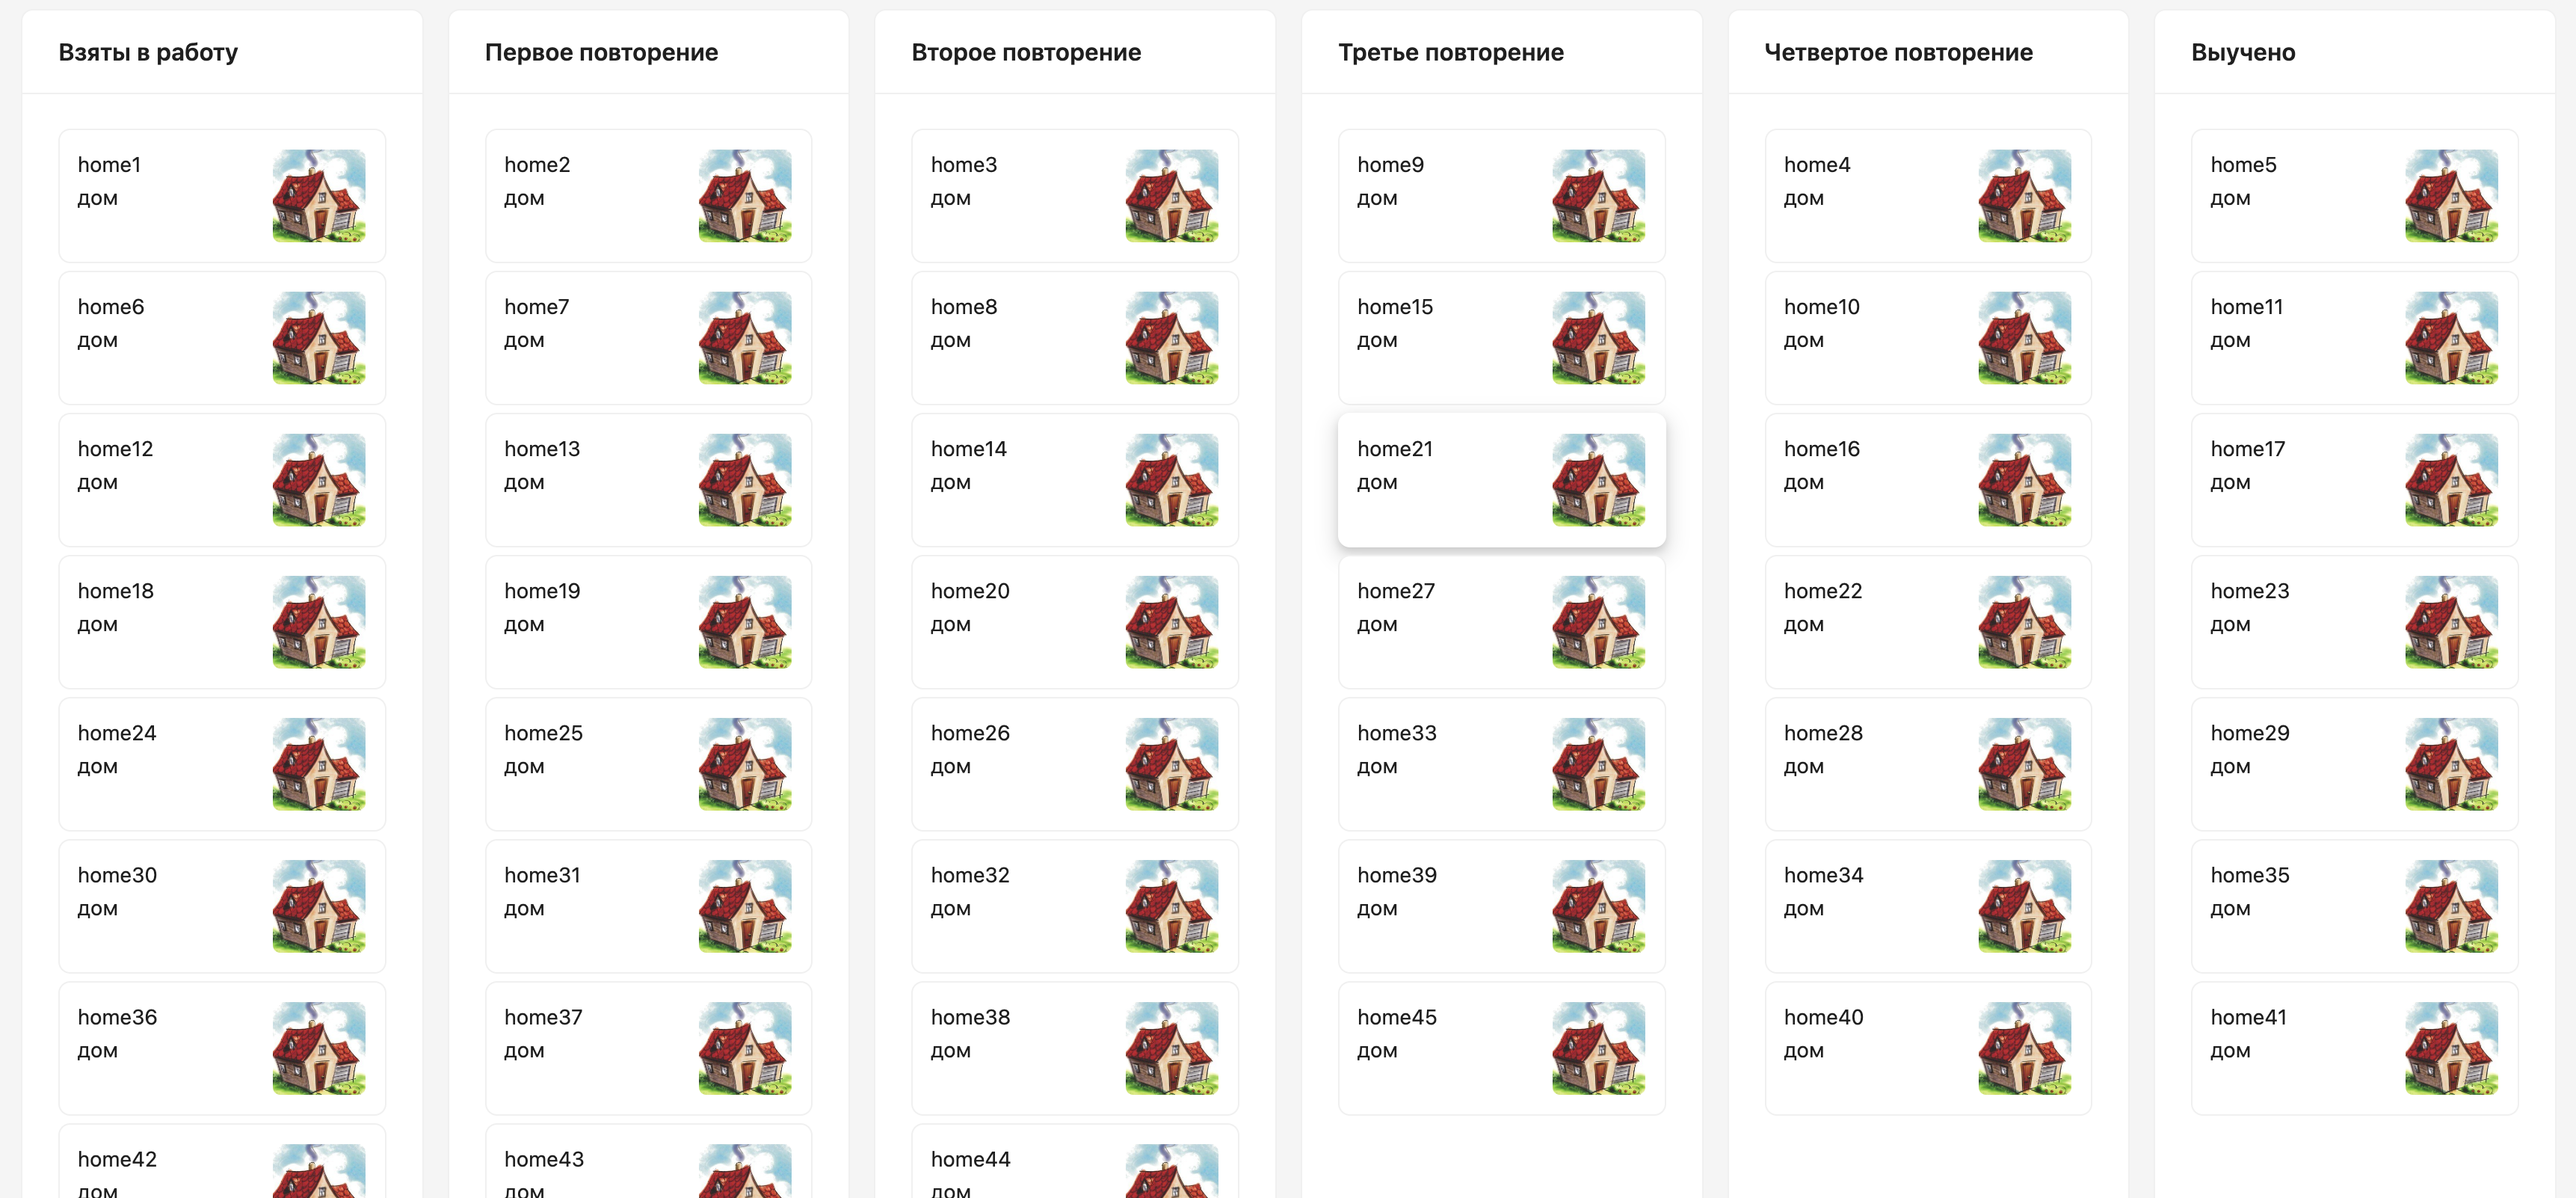 Взяты в работу
home1
дом
home6
дом
home12
дом
home18
дом
home24
дом
home30
дом
home36
дом
home42
дом
Первое повторение
home2
дом
home7
дом
home13
дом
home19
дом
home25
дом
home31
дом
home37
дом
home43
дом
Второе повторение
home3
дом
home8
дом
home14
дом
home20
дом
home26
дом
home32
дом
home38
дом
home44
дом
Третье повторение
home9
дом
home15
дом
home21
дом
home27
дом
home33
дом
home39
дом
home45
дом
Четвертое повторение
home4
дом
home10
дом
home16
дом
home22
дом
home28
дом
home34
дом
home40
дом
Выучено
home5
дом
home11
дом
home17
дом
home23
дом
home29
дом
home35
дом
home41
дом